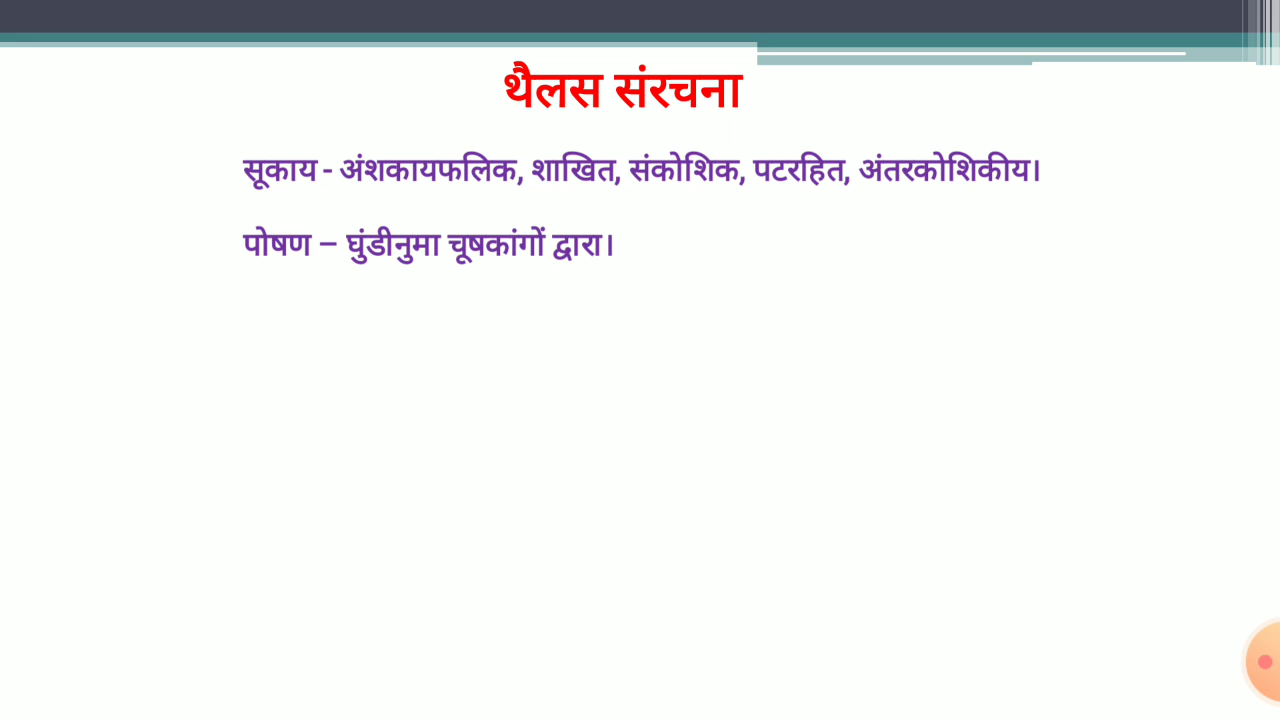 थैलस संरचना
सूकाय - अंशकायफलिक, शाखित, संकोशिक, पटरहित, अंतरकोशिकीय।
पोषण – घुंडीनुमा चूषकांगों द्वारा।